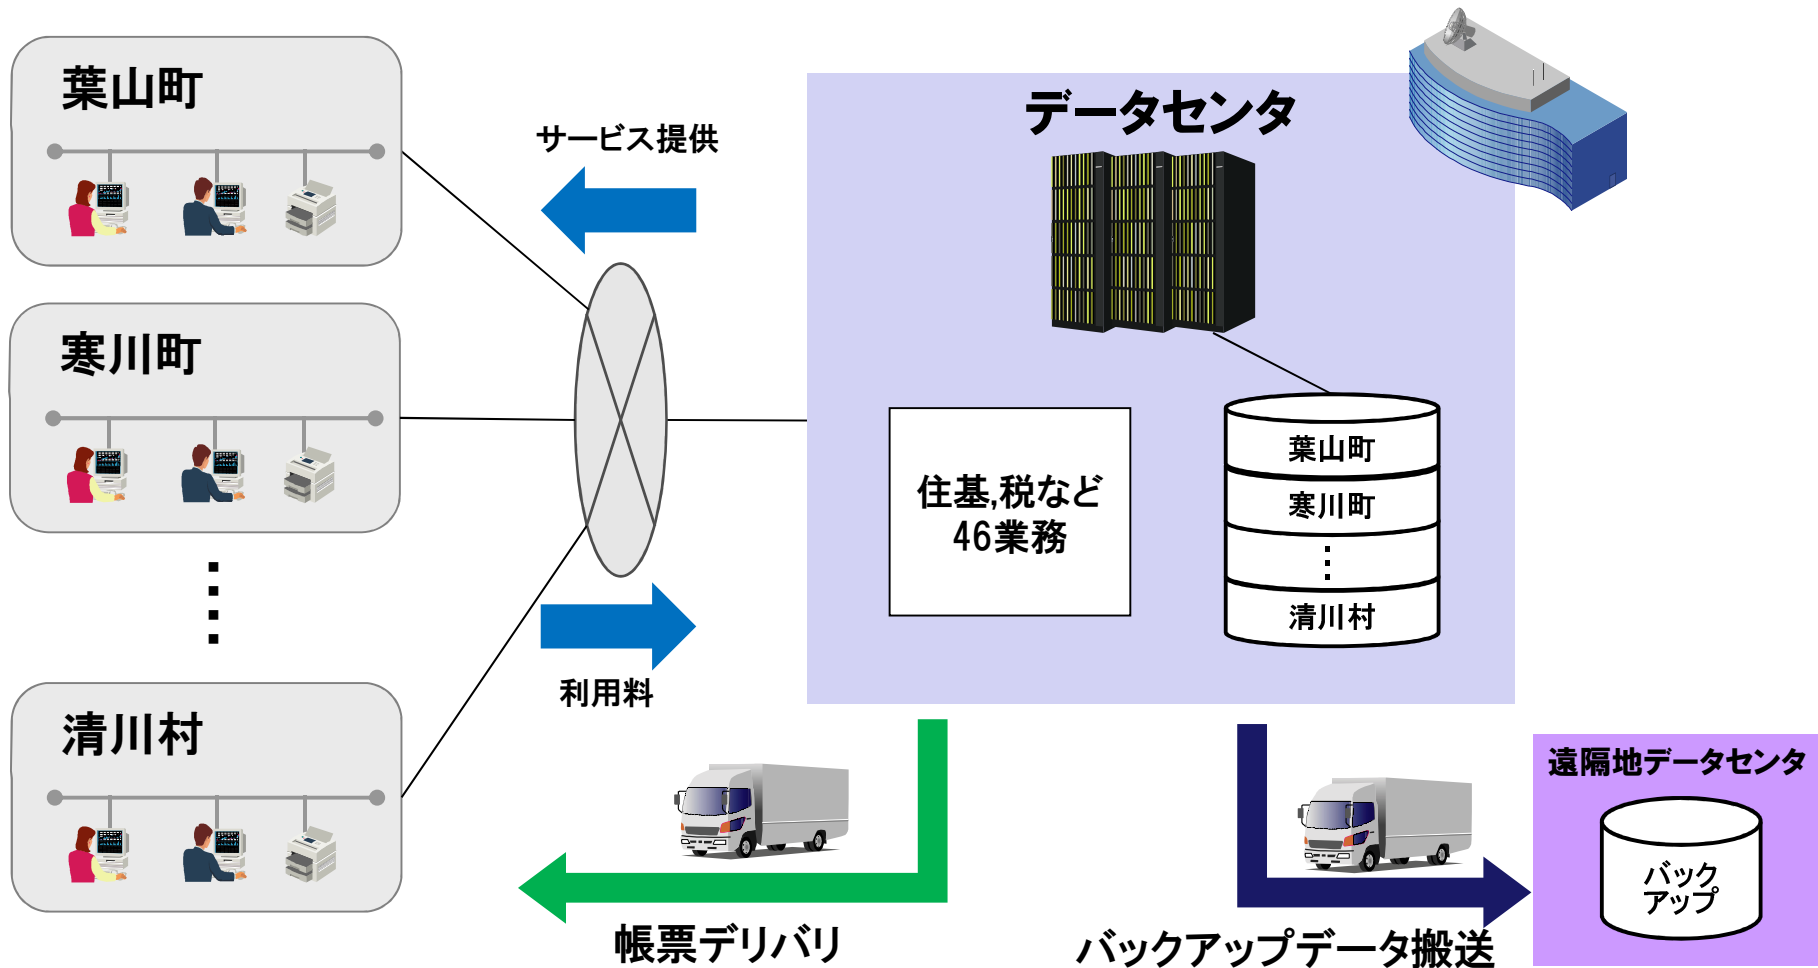 葉山町
サービス提供
データセンタ
寒川町
住基,税など
46業務
葉山町
寒川町
⋮
清川村
⋮
利用料
清川村
帳票デリバリ
バックアップデータ搬送
遠隔地データセンタ
バック
アップ